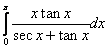 ∫₀^π (x tan x)/(sec x + tan x) dx